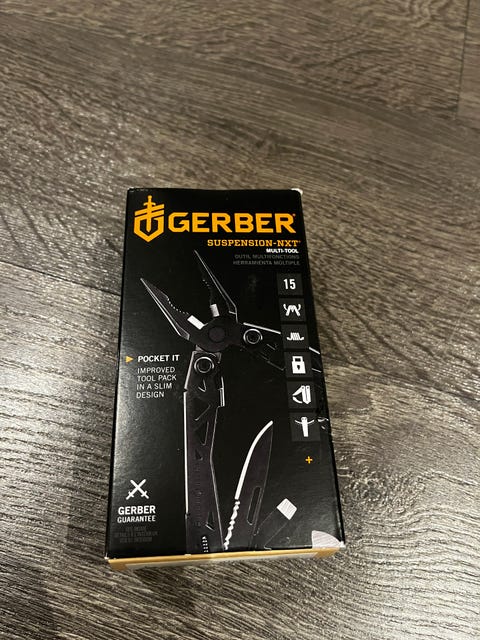 GERBER
SUSPENSION-NXT
MULTI-TOOL
OUTIL MULTIFONCTIONS
HERRAMIENTA MÚLTIPLE
15
POCKET IT
IMPROVED
TOOL PACK
IN A SLIM
DESIGN
GERBER
GUARANTEE